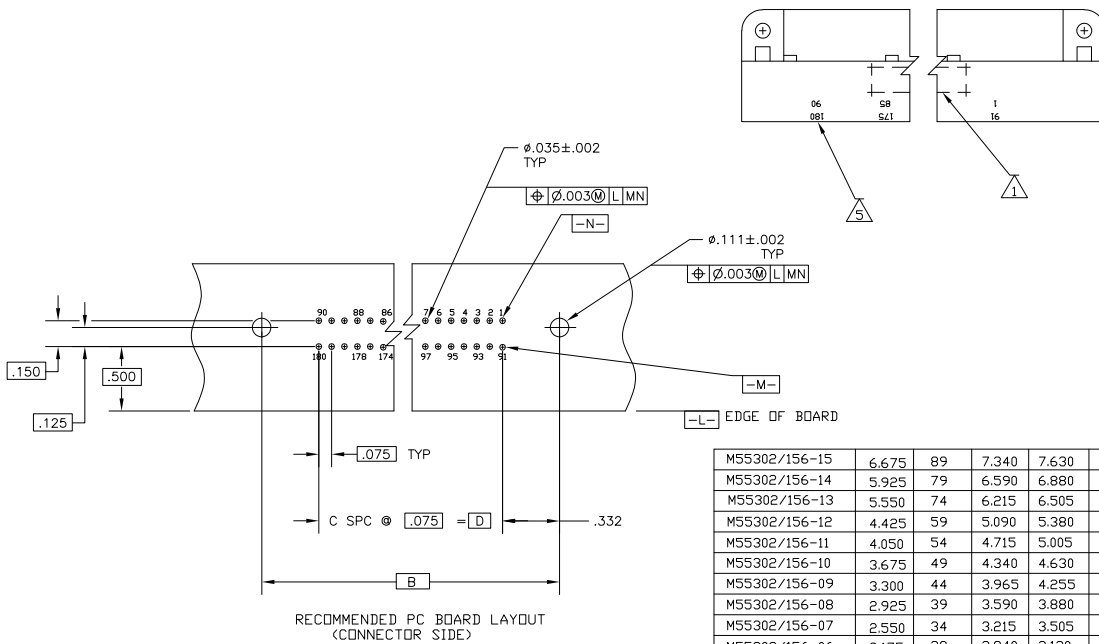 90 85 1
180 175 91
5
1
ø.035±.002
TYP
⌖ Ø.003Ⓜ L MN
-N-
ø.111±.002
TYP
⌖ Ø.003Ⓜ L MN
90 88 86 7 6 5 4 3 2 1
180 178 174 97 95 93 91
.150
.500
.125
-M-
-L- EDGE OF BOARD
.075 TYP
C SPC @ .075 = D
.332
B
RECOMMENDED PC BOARD LAYOUT
(CONNECTOR SIDE)
M55302/156-15 6.675 89 7.340 7.630
M55302/156-14 5.925 79 6.590 6.880
M55302/156-13 5.550 74 6.215 6.505
M55302/156-12 4.425 59 5.090 5.380
M55302/156-11 4.050 54 4.715 5.005
M55302/156-10 3.675 49 4.340 4.630
M55302/156-09 3.300 44 3.965 4.255
M55302/156-08 2.925 39 3.590 3.880
M55302/156-07 2.550 34 3.215 3.505